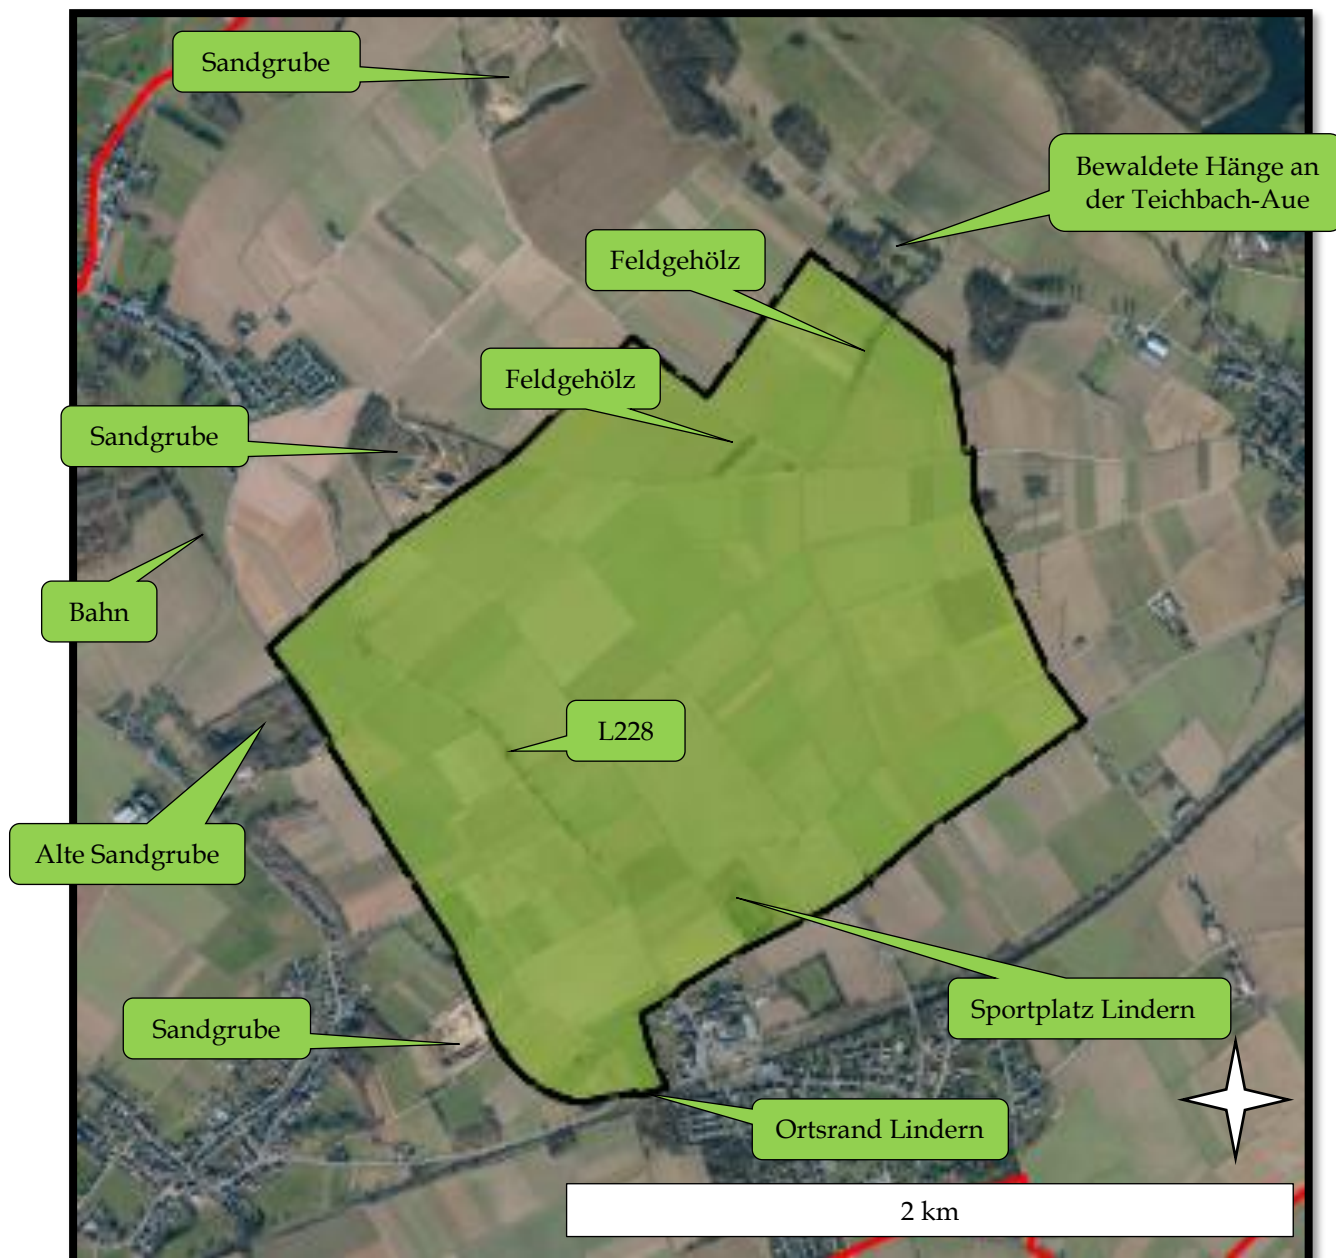 Sandgrube
Bewaldete Hänge an
der Teichbach-Aue
Feldgehölz
Feldgehölz
Sandgrube
Bahn
L228
Alte Sandgrube
Sportplatz Lindern
Sandgrube
Ortsrand Lindern
2 km